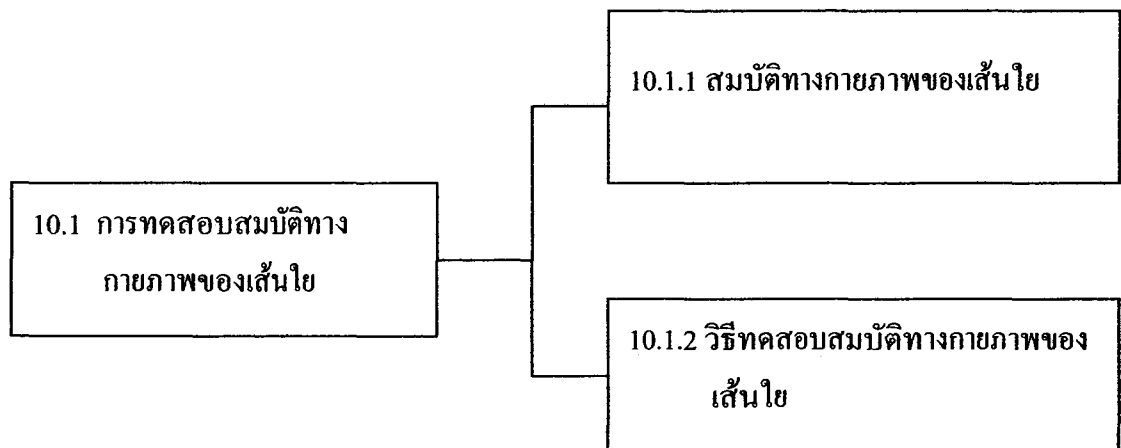 10.1.1 สมบัติทางกายภาพของเส้นใย
10.1 การทดสอบสมบัติทาง
กายภาพของเส้นใย
10.1.2 วิธีทดสอบสมบัติทางกายภาพของ
เส้นใย